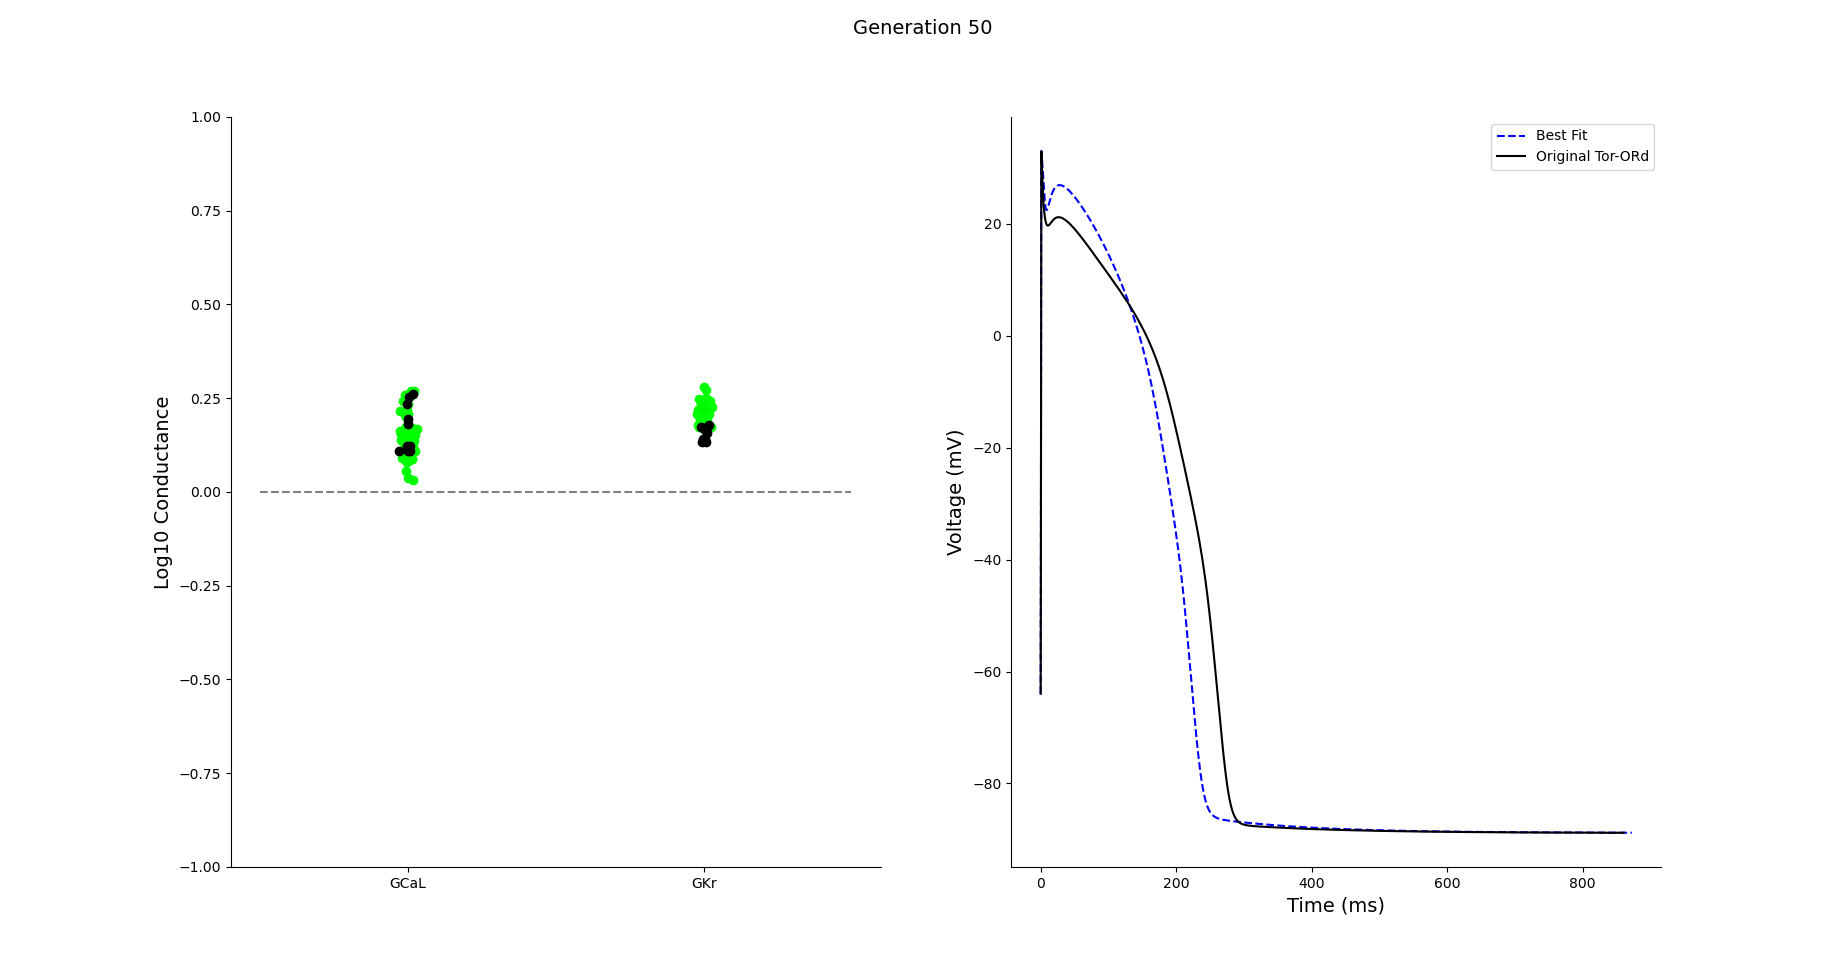 Generation 50
1.00
0.75
0.50
0.25
0.00
−0.25
−0.50
−0.75
−1.00
Log10 Conductance
GCaL
GKr
Best Fit
Original Tor-ORd
20
0
−20
−40
−60
−80
Voltage (mV)
0
200
400
600
800
Time (ms)